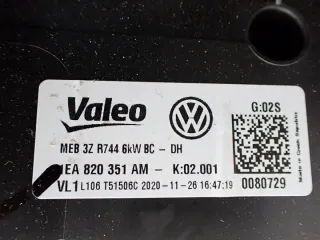 Valeo
G:02S
MEB 3Z R744 6kW BC - DH
1EA 820 351 AM - K:02.001
VL1 L106 T51506C 2020-11-26 16:47:19 0080729
Made in Czech Republic